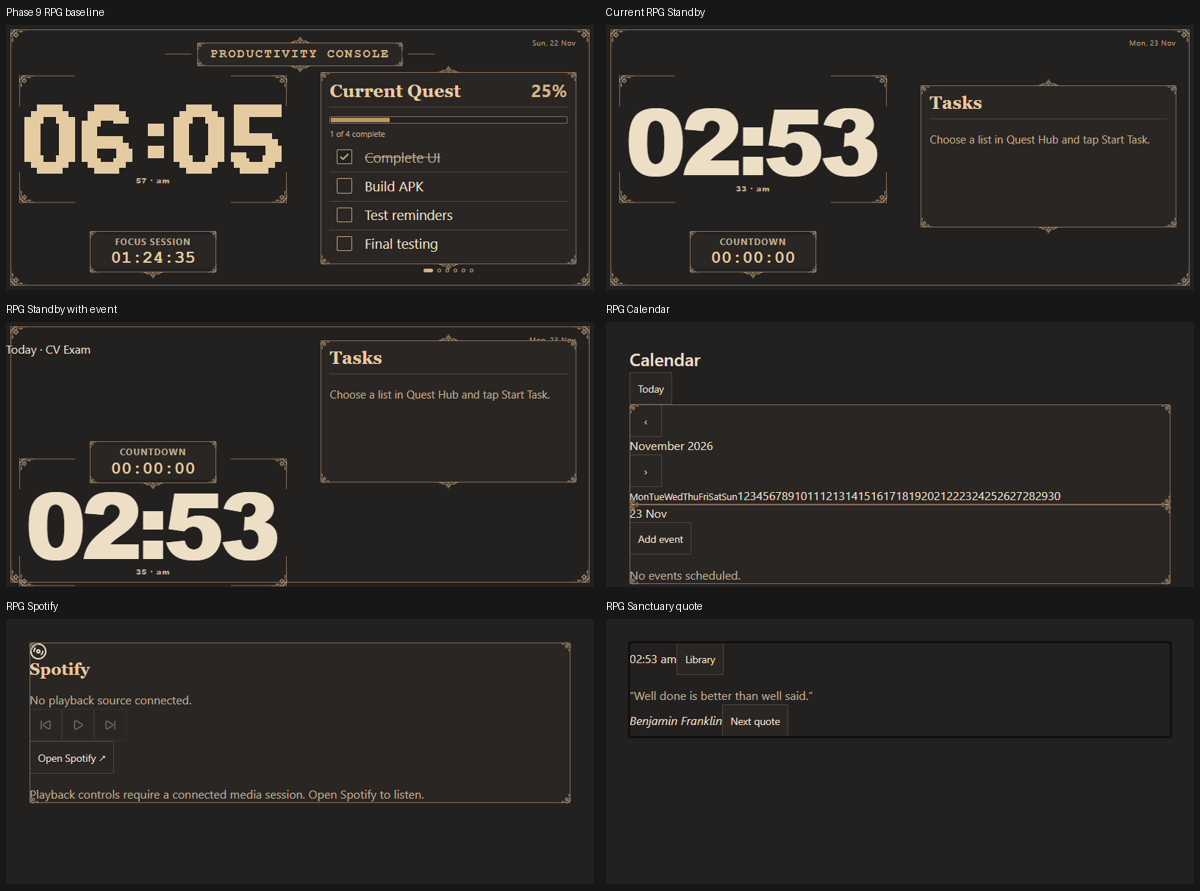 Phase 9 RPG baseline
PRODUCTIVITY CONSOLE
Sun, 22 Nov
06:05
57 · am
FOCUS SESSION
01:24:35
Current Quest
25%
1 of 4 complete
Complete UI
Build APK
Test reminders
Final testing
Current RPG Standby
Mon, 23 Nov
02:53
33 · am
COUNTDOWN
00:00:00
Tasks
Choose a list in Quest Hub and tap Start Task.
RPG Standby with event
Today · CV Exam
Mon, 23 Nov
COUNTDOWN
00:00:00
02:53
35 · am
Tasks
Choose a list in Quest Hub and tap Start Task.
RPG Calendar
Calendar
Today
‹
November 2026
›
MonTueWedThuFriSatSun123456789101112131415161718192021222324252627282930
23 Nov
Add event
No events scheduled.
RPG Spotify
Spotify
No playback source connected.
Open Spotify ↗
Playback controls require a connected media session. Open Spotify to listen.
RPG Sanctuary quote
02:53 am Library
“Well done is better than well said.”
Benjamin Franklin Next quote